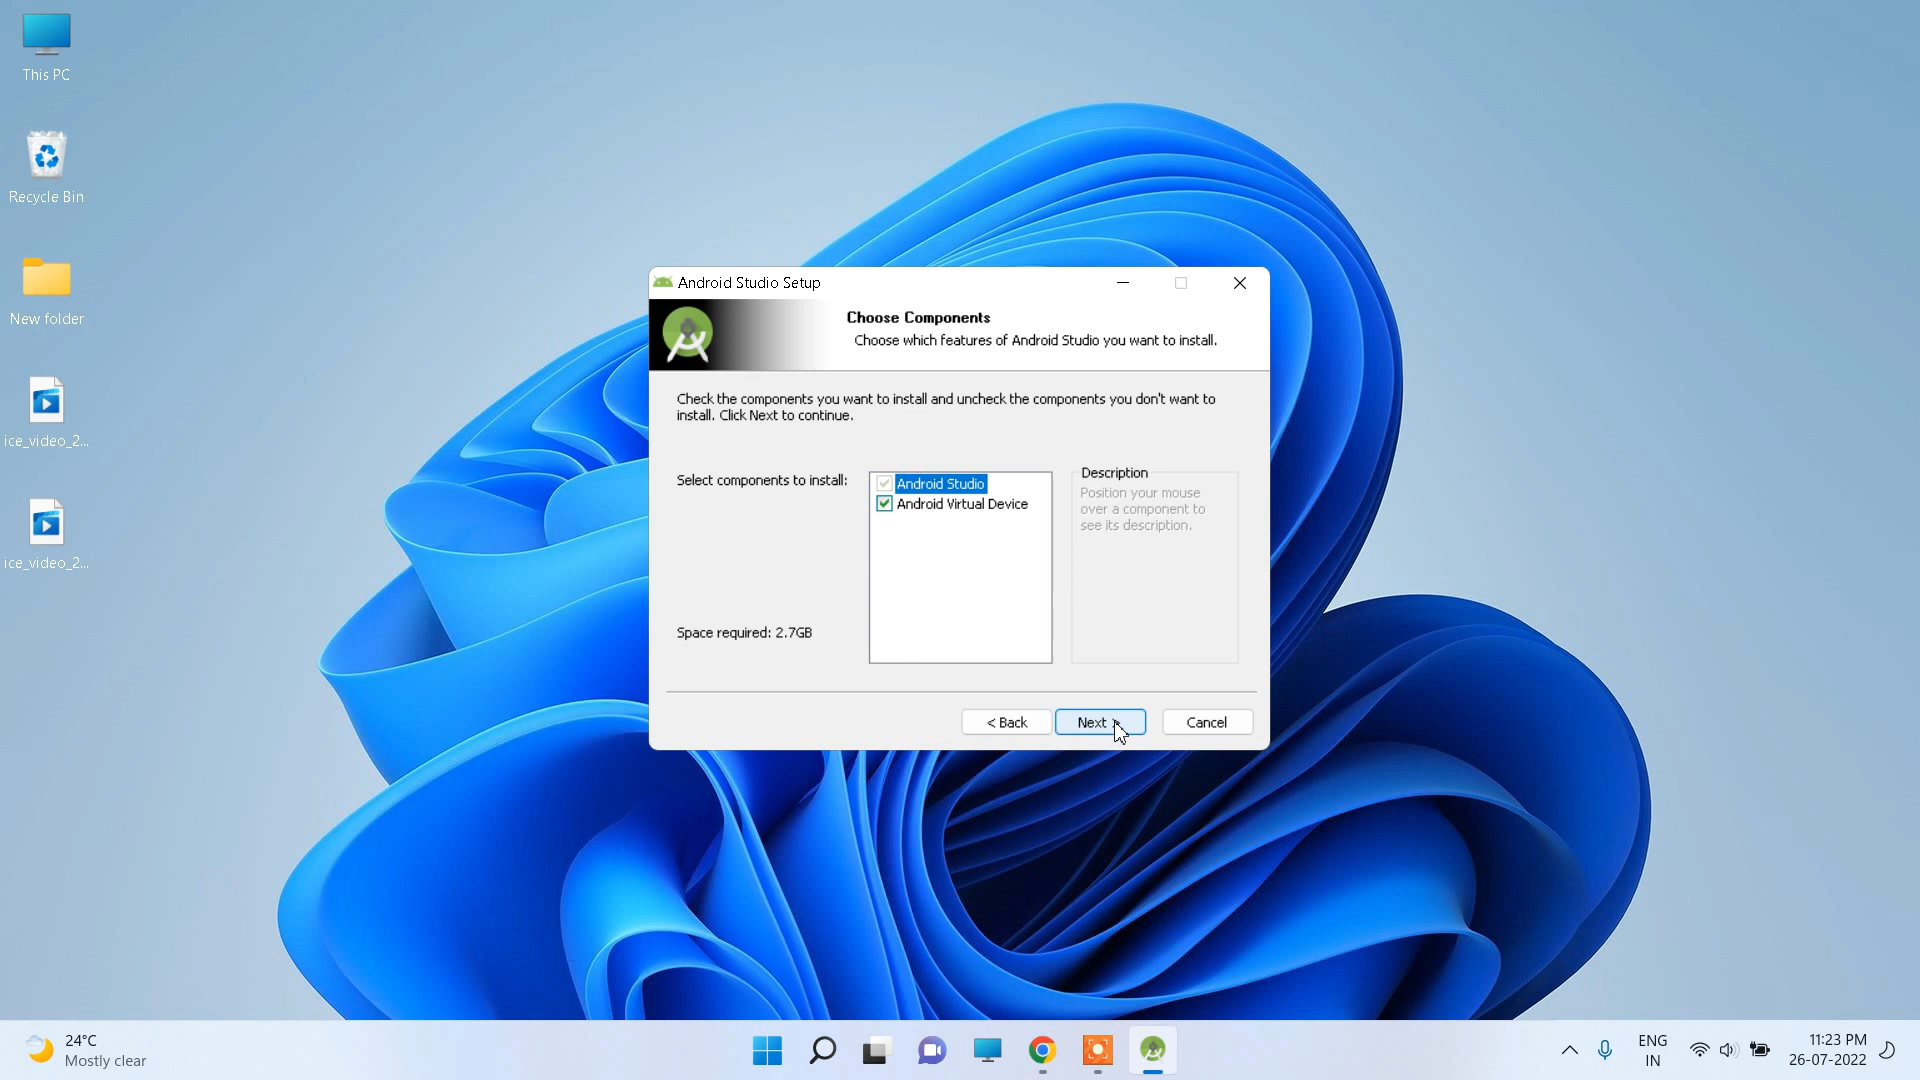 This PC
Recycle Bin
New folder
ice_video_2...
ice_video_2...
Android Studio Setup
Choose Components
Choose which features of Android Studio you want to install.
Check the components you want to install and uncheck the components you don't want to
install. Click Next to continue.
Select components to install:
Android Studio
Android Virtual Device
Description
Position your mouse
over a component to
see its description.
Space required: 2.7GB
< Back
Next >
Cancel
24°C
Mostly clear
ENG
IN
11:23 PM
26-07-2022